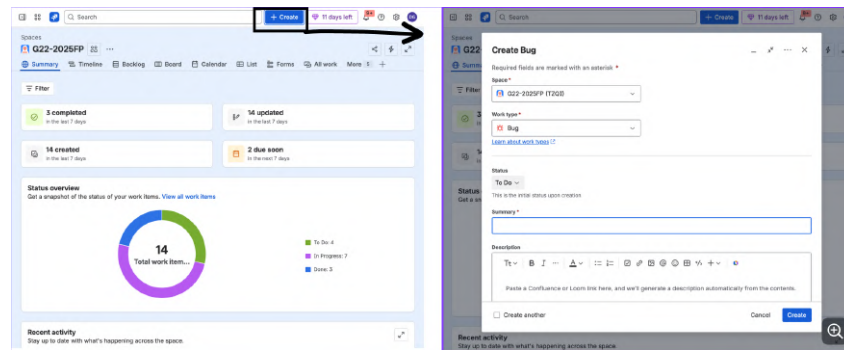 Search
+ Create
11 days left
9+
Spaces
G22-2025FP
Summary Timeline Backlog Board Calendar List Forms All work More 5 +
Filter
3 completed
in the last 7 days
14 updated
in the last 7 days
14 created
in the last 7 days
2 due soon
in the next 7 days
Status overview
Get a snapshot of the status of your work items. View all work items
14
Total work item...
To Do: 4
In Progress: 7
Done: 3
Recent activity
Stay up to date with what's happening across the space.
Search
+ Create
11 days left
9+
Spaces
G22
Create Bug
Required fields are marked with an asterisk *
Space *
G22-2025FP (TZGI)
Work type *
Bug
Learn about work types
Status
To Do
This is the initial status upon creation
Summary *
Description
Tt B I ... A
Paste a Confluence or Loom link here, and we'll generate a description automatically from the contents.
Create another
Cancel
Create
Filter
Status
Recent activity
Stay up to date with what's happening across the space.